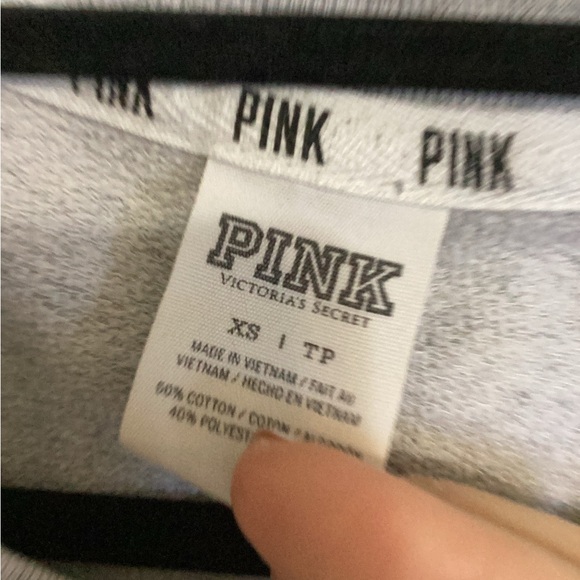 PINK PINK PINK
PINK
VICTORIA'S SECRET
XS | TP
MADE IN VIETNAM / FAIT AU
VIETNAM / HECHO EN VIETNAM
60% COTTON / COTON /
40%